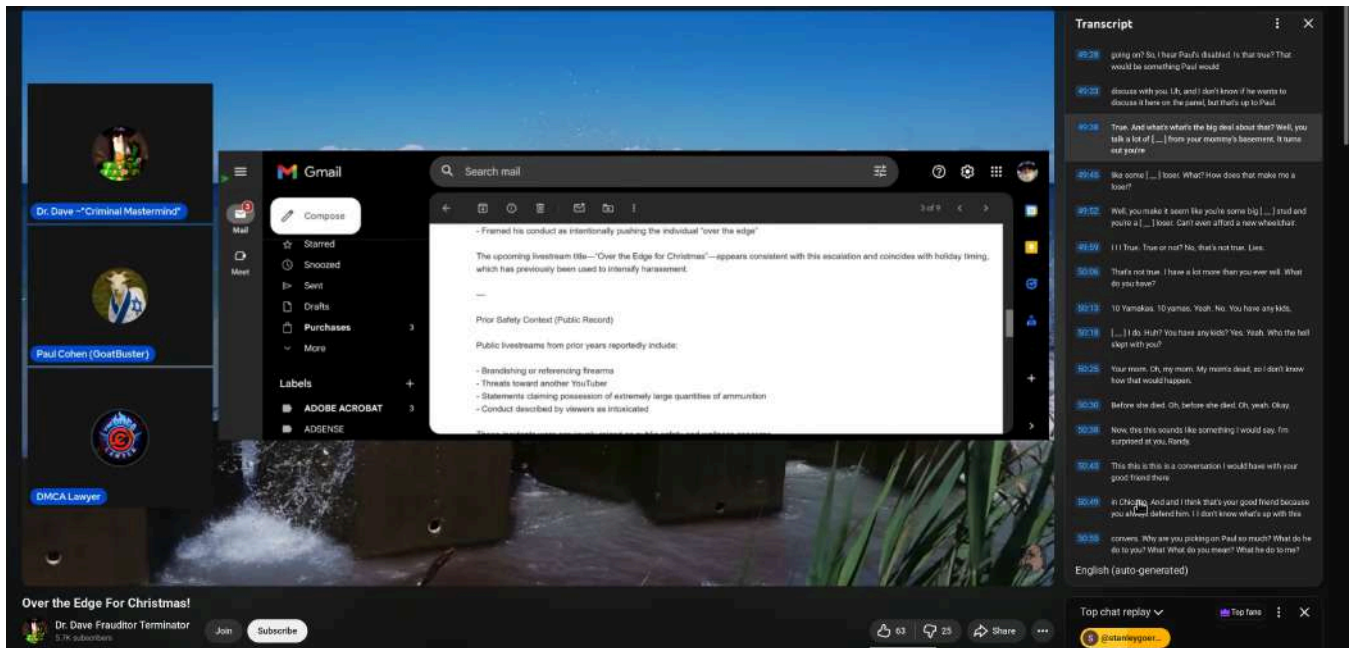 Dr. Dave ~"Criminal Mastermind"
Paul Cohen (GoatBuster)
DMCA Lawyer
Gmail
Search mail
3
Mail
Meet
Compose
Starred
Snoozed
Sent
Drafts
Purchases 3
More
Labels +
ADOBE ACROBAT 3
ADSENSE
3 of 9
- Framed his conduct as intentionally pushing the individual "over the edge"
The upcoming livestream title—"Over the Edge for Christmas"—appears consistent with this escalation and coincides with holiday timing,
which has previously been used to intensify harassment.
—
Prior Safety Context (Public Record)
Public livestreams from prior years reportedly include:
- Brandishing or referencing firearms
- Threats toward another YouTuber
- Statements claiming possession of extremely large quantities of ammunition
- Conduct described by viewers as intoxicated
Over the Edge For Christmas!
Dr. Dave Frauditor Terminator
5.7K subscribers
Join
Subscribe
63
25
Share
Transcript
49:28 going on? So, I hear Paul's disabled. Is that true? That
would be something Paul would
49:33 discuss with you. Uh, and I don't know if he wants to
discuss it here on the panel, but that's up to Paul.
49:38 True. And what's what's the big deal about that? Well, you
talk a lot of [ __ ] from your mommy's basement. It turns
out you're
49:45 like some [ __ ] loser. What? How does that make me a
loser?
49:52 Well, you make it seem like you're some big [ __ ] stud and
you're a [ __ ] loser. Can't even afford a new wheelchair.
49:59 I I I True. True or not? No, that's not true. Lies.
50:06 That's not true. I have a lot more than you ever will. What
do you have?
50:13 10 Yamakas. 10 yamas. Yeah. No. You have any kids,
50:18 [ __ ] I do. Huh? You have any kids? Yes. Yeah. Who the hell
slept with you?
50:25 Your mom. Oh, my mom. My mom's dead, so I don't know
how that would happen.
50:30 Before she died. Oh, before she died. Oh, yeah. Okay.
50:38 Now, this this sounds like something I would say. I'm
surprised at you, Randy.
50:43 This this is this is a conversation I would have with your
good friend there
50:49 in Chicago. And and I think that's your good friend because
you always defend him. I I don't know what's up with this
50:55 convers. Why are you picking on Paul so much? What do he
do to you? What What do you mean? What he do to me?
English (auto-generated)
Top chat replay
Top fans
S @stanleygoer...